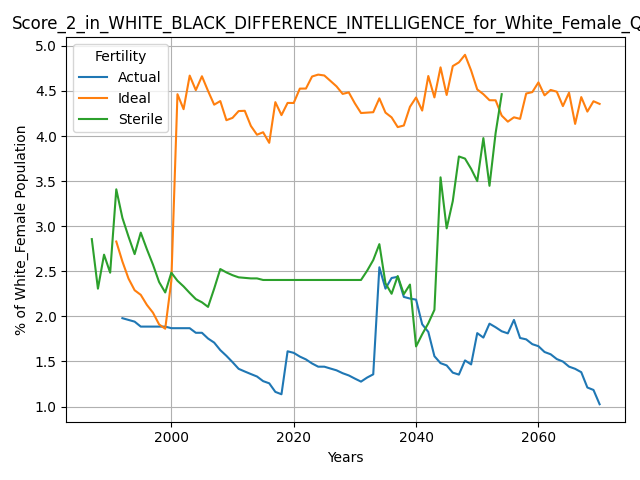 Score_2_in_WHITE_BLACK_DIFFERENCE_INTELLIGENCE_for_White_Female_Q
Fertility
Actual
Ideal
Sterile
% of White_Female Population
5.0
4.5
4.0
3.5
3.0
2.5
2.0
1.5
1.0
2000 2020 2040 2060
Years